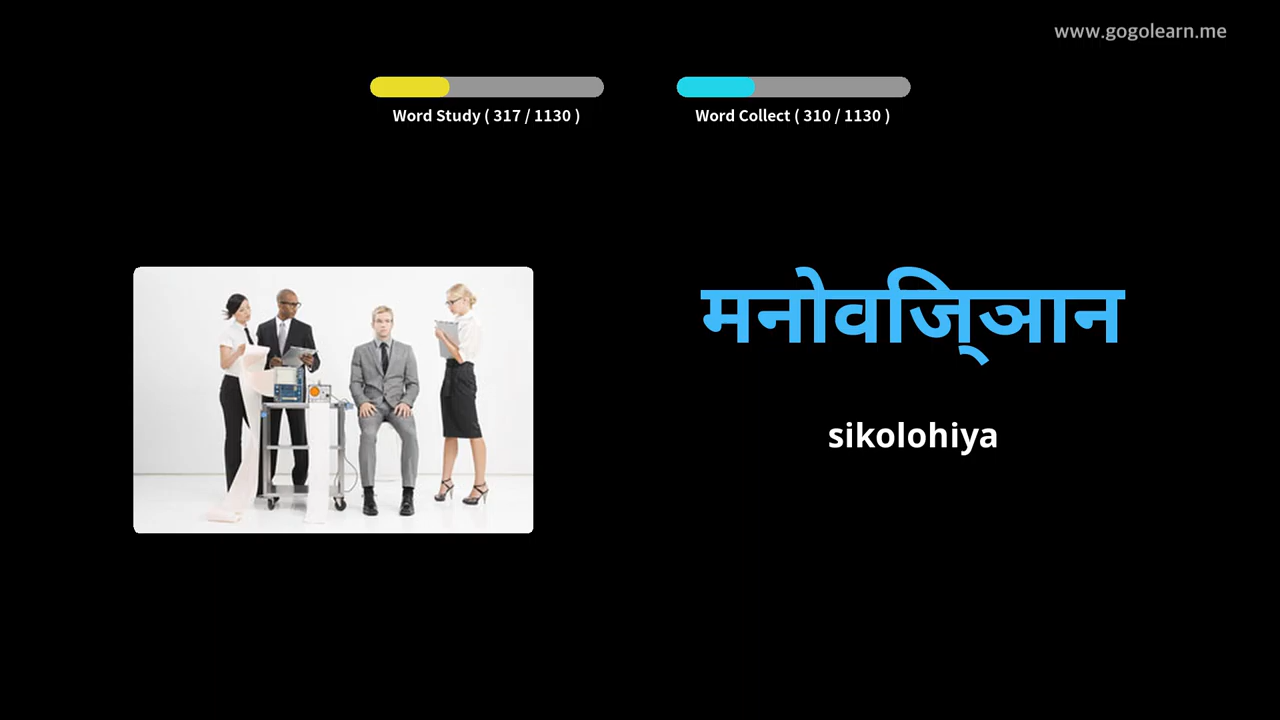 www.gogolearn.me
Word Study ( 317 / 1130 )
Word Collect ( 310 / 1130 )
मनोवज्ञिान
sikolohiya